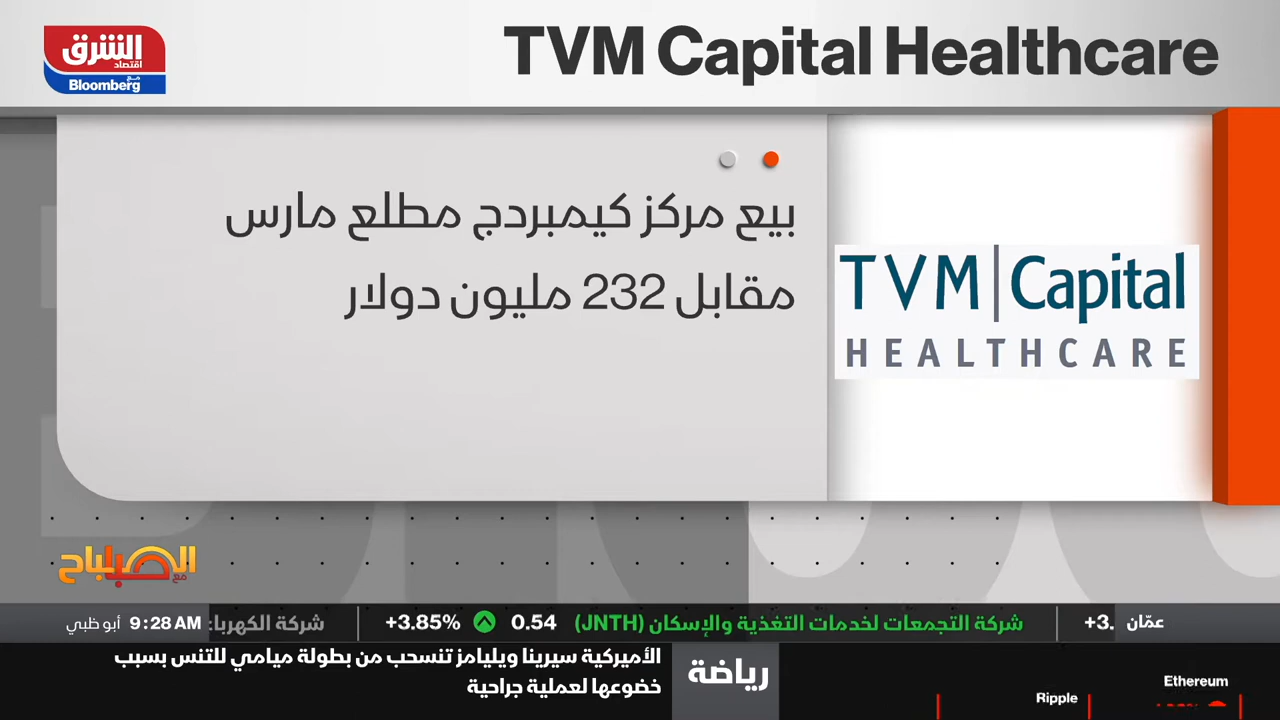 الشرق
اقتصاد
مع
Bloomberg
TVM Capital Healthcare
بيع مركز كيمبردج مطلع مارس
مقابل 232 مليون دولار
TVM Capital
HEALTHCARE
الصباح
مع
عمّان
+3.
شركة التجمعات لخدمات التغذية والإسكان (JNTH) 0.54 +3.85%
شركة الكهربا
أبوظبي 9:28 AM
رياضة
الأميركية سيرينا ويليامز تنسحب من بطولة ميامي للتنس بسبب
خضوعها لعملية جراحية
Ethereum
Ripple